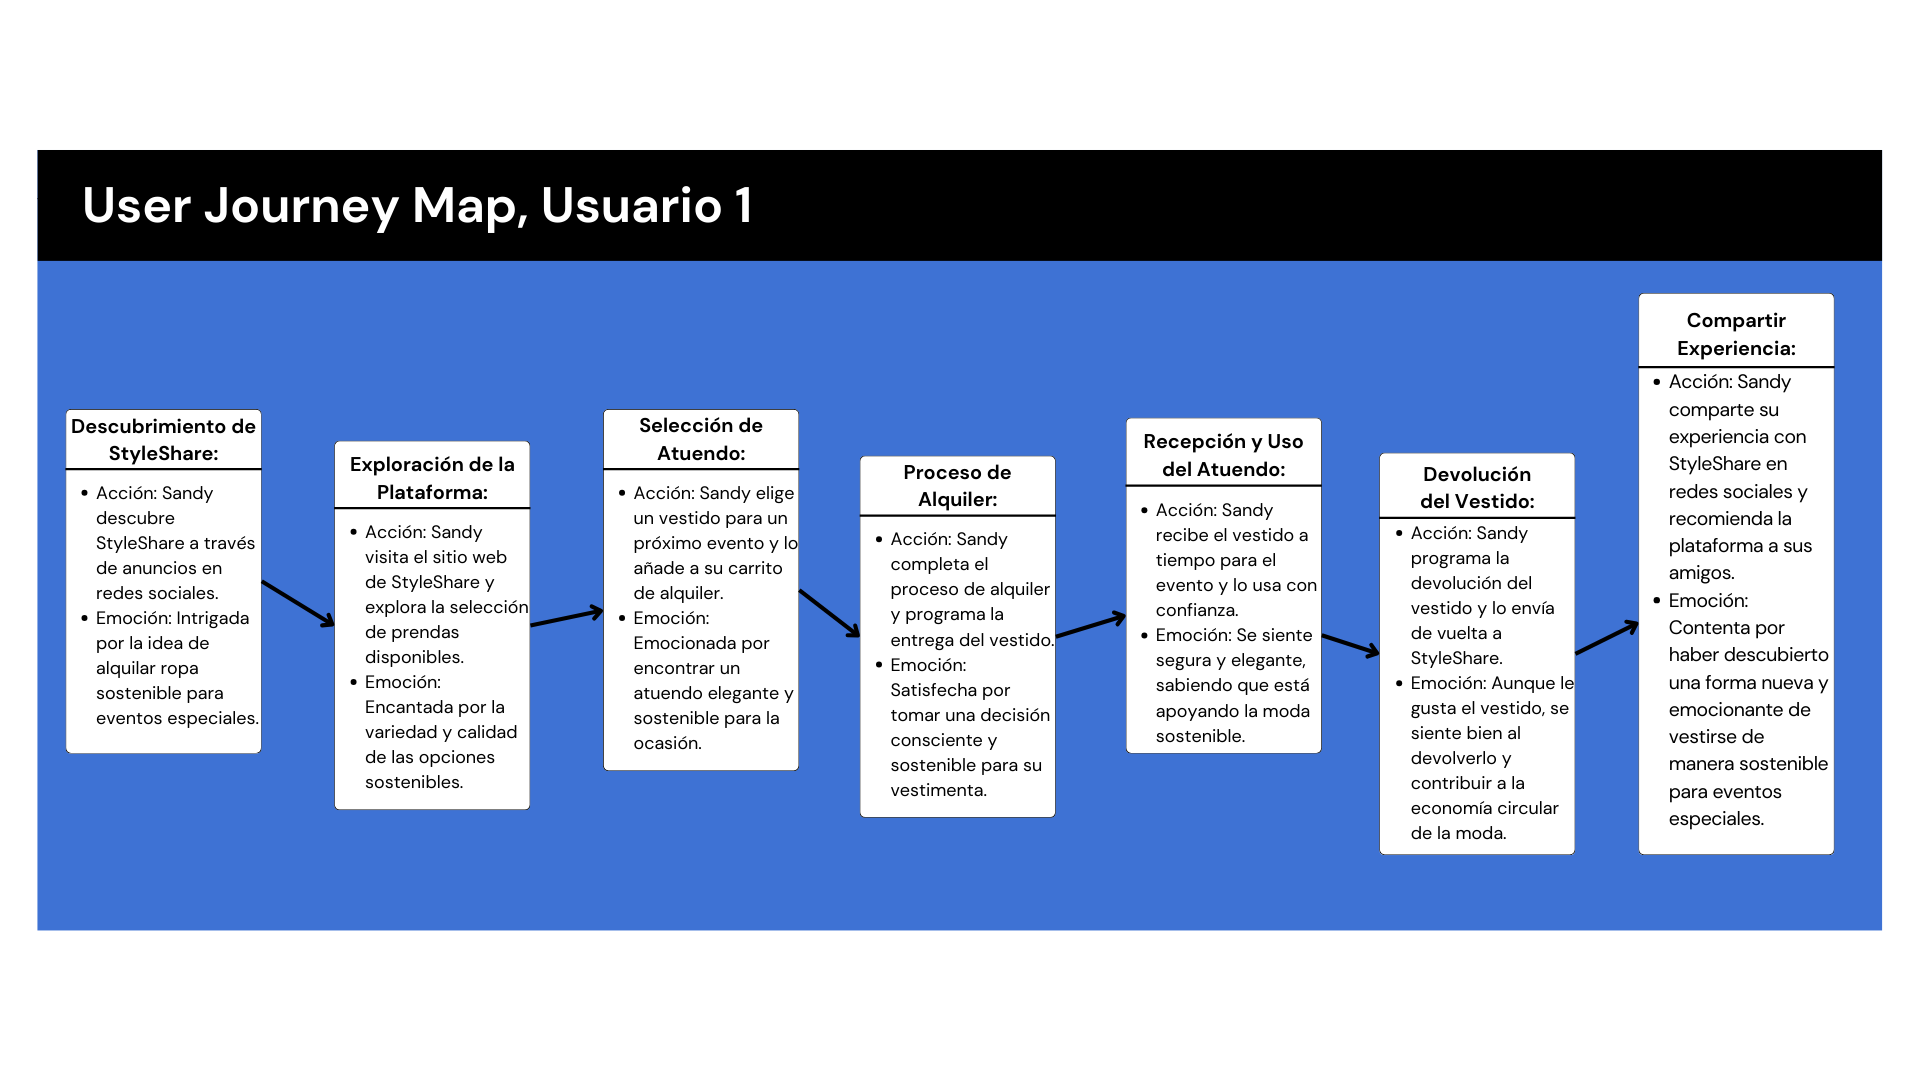 User Journey Map, Usuario 1
Descubrimiento de
StyleShare:
• Acción: Sandy
descubre
StyleShare a través
de anuncios en
redes sociales.
• Emoción: Intrigada
por la idea de
alquilar ropa
sostenible para
eventos especiales.
Exploración de la
Plataforma:
• Acción: Sandy
visita el sitio web
de StyleShare y
explora la selección
de prendas
disponibles.
• Emoción:
Encantada por la
variedad y calidad
de las opciones
sostenibles.
Selección de
Atuendo:
• Acción: Sandy elige
un vestido para un
próximo evento y lo
añade a su carrito
de alquiler.
• Emoción:
Emocionada por
encontrar un
atuendo elegante y
sostenible para la
ocasión.
Proceso de
Alquiler:
• Acción: Sandy
completa el
proceso de alquiler
y programa la
entrega del vestido.
• Emoción:
Satisfecha por
tomar una decisión
consciente y
sostenible para su
vestimenta.
Recepción y Uso
del Atuendo:
• Acción: Sandy
recibe el vestido a
tiempo para el
evento y lo usa con
confianza.
• Emoción: Se siente
segura y elegante,
sabiendo que está
apoyando la moda
sostenible.
Devolución
del Vestido:
• Acción: Sandy
programa la
devolución del
vestido y lo envía
de vuelta a
StyleShare.
• Emoción: Aunque le
gusta el vestido, se
siente bien al
devolverlo y
contribuir a la
economía circular
de la moda.
Compartir
Experiencia:
• Acción: Sandy
comparte su
experiencia con
StyleShare en
redes sociales y
recomienda la
plataforma a sus
amigos.
• Emoción:
Contenta por
haber descubierto
una forma nueva y
emocionante de
vestirse de
manera sostenible
para eventos
especiales.